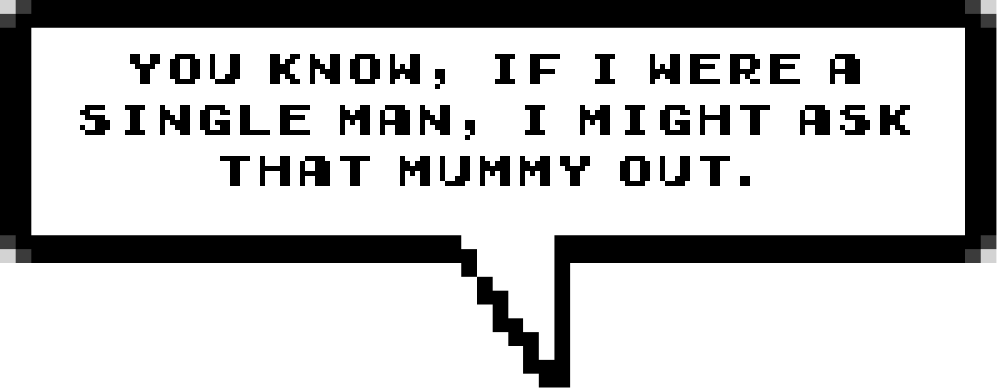 YOU KNOW, IF I WERE A
SINGLE MAN, I MIGHT ASK
THAT MUMMY OUT.